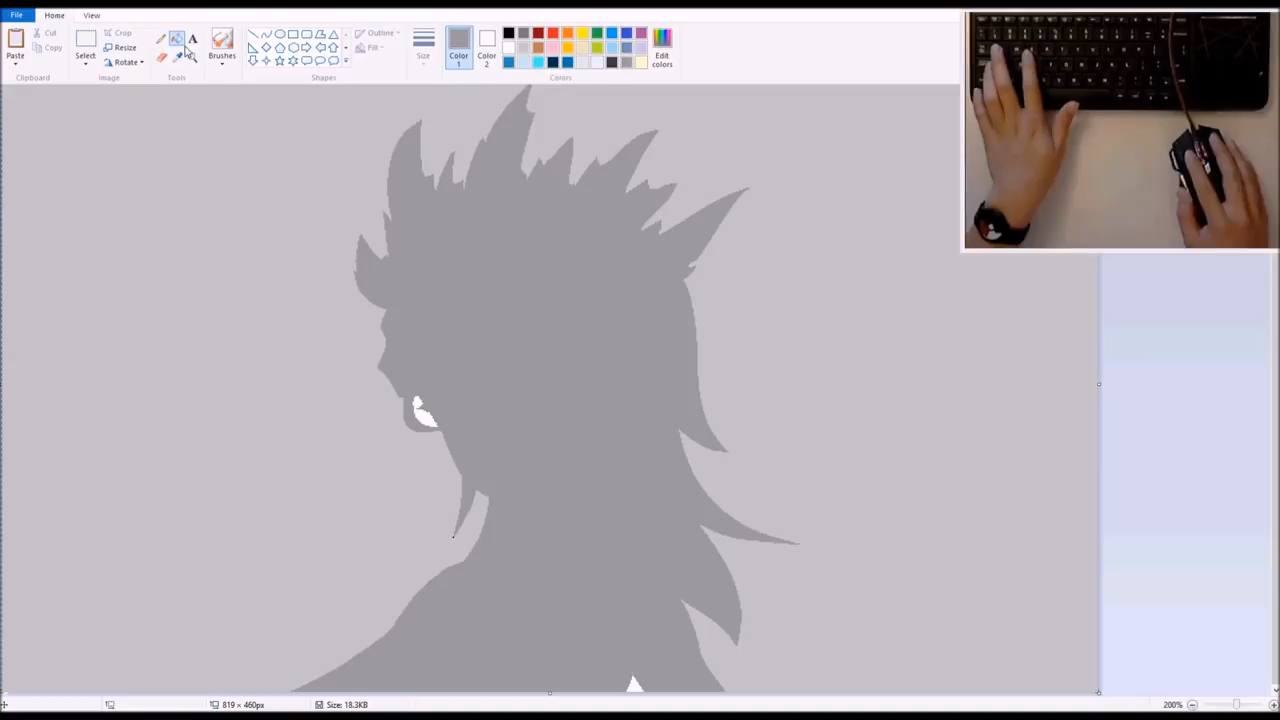 File Home View
Paste
Cut
Copy
Clipboard
Select
Crop
Resize
Rotate
Image
A
Tools
Brushes
Outline
Fill
Shapes
Size
Color 1
Color 2
Edit colors
Colors
819 × 460px
Size: 18.3KB
200%